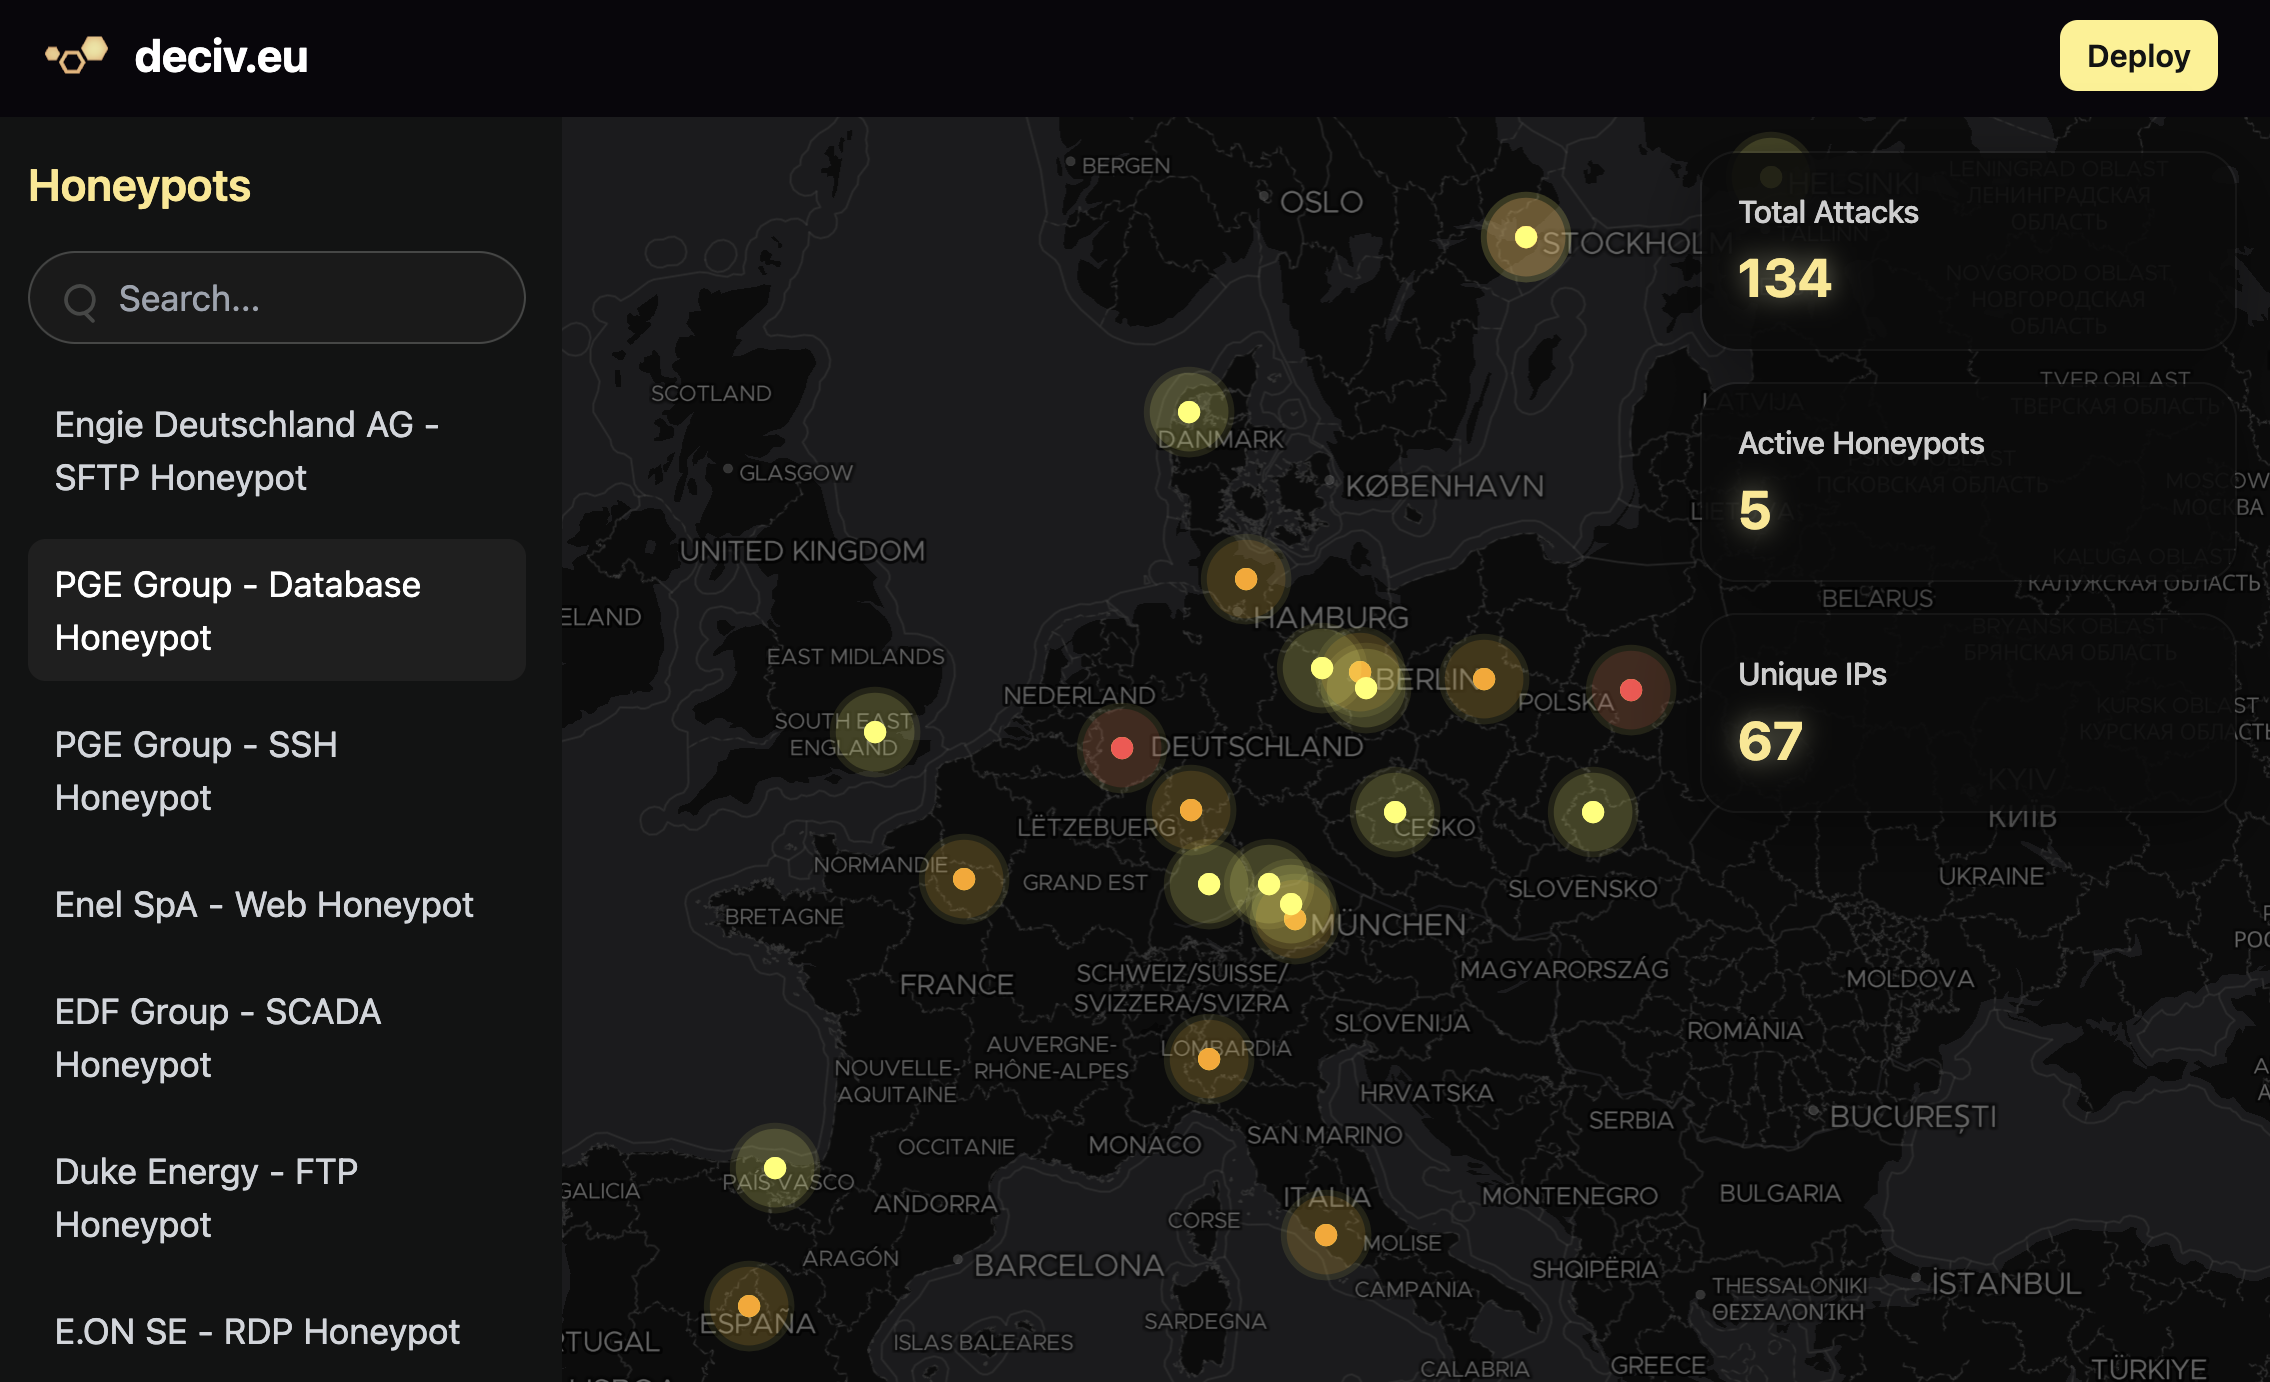 deciv.eu
Deploy
Honeypots
Search...
Engie Deutschland AG -
SFTP Honeypot
PGE Group - Database
Honeypot
PGE Group - SSH
Honeypot
Enel SpA - Web Honeypot
EDF Group - SCADA
Honeypot
Duke Energy - FTP
Honeypot
E.ON SE - RDP Honeypot
BERGEN
OSLO
STOCKHOLM
SCOTLAND
GLASGOW
DANMARK
KØBENHAVN
UNITED KINGDOM
ELAND
HAMBURG
EAST MIDLANDS
NEDERLAND
BERLIN
POLSKA
SOUTH EAST
ENGLAND
DEUTSCHLAND
LËTZEBUERG
ČESKO
NORMANDIE
GRAND EST
SLOVENSKO
BRETAGNE
MÜNCHEN
FRANCE
SCHWEIZ/SUISSE/
SVIZZERA/SVIZRA
MAGYARORSZÁG
MOLDOVA
SLOVENIJA
ROMÂNIA
AUVERGNE-
RHÔNE-ALPES
LOMBARDIA
NOUVELLE-
AQUITAINE
HRVATSKA
SERBIA
BUCUREȘTI
OCCITANIE
MONACO
SAN MARINO
PAÍS VASCO
GALICIA
ANDORRA
CORSE
ITALIA
MONTENEGRO
BULGARIA
ARAGÓN
BARCELONA
MOLISE
CAMPANIA
SHQIPËRIA
THESSALONIKI
ΘΕΣΣΑΛΟΝΊΚΗ
İSTANBUL
ESPAÑA
RTUGAL
ISLAS BALEARES
SARDEGNA
CALABRIA
GREECE
TÜRKIYE
HELSINKI
TALLINN
LENINGRAD OBLAST
ЛЕНИНГРАДСКАЯ
ОБЛАСТЬ
Total Attacks
134
NOVGOROD OBLAST
НОВГОРОДСКАЯ
ОБЛАСТЬ
TVER OBLAST
ТВЕРСКАЯ ОБЛАСТЬ
LATVIJA
Active Honeypots
5
ПСКОВСКАЯ ОБЛАСТЬ
MOSCOW
МОСКВА
KALUGA OBLAST
КАЛУЖСКАЯ ОБЛАСТЬ
BELARUS
BRYANSK OBLAST
БРЯНСКАЯ ОБЛАСТЬ
Unique IPs
67
KURSK OBLAST
КУРСКАЯ ОБЛАСТЬ
KYIV
КИЇВ
UKRAINE